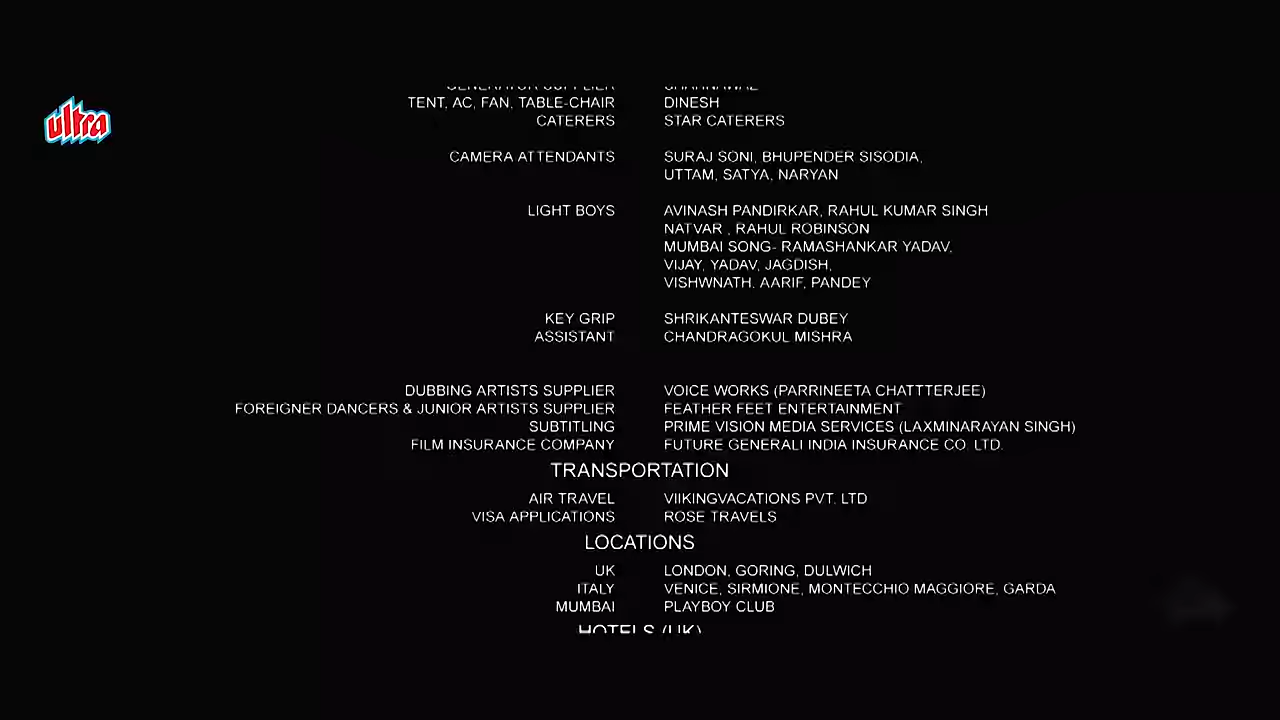 ultra
GENERATOR SUPPLIER SHAHNAWAZ
TENT, AC, FAN, TABLE-CHAIR DINESH
CATERERS STAR CATERERS
CAMERA ATTENDANTS SURAJ SONI, BHUPENDER SISODIA,
UTTAM, SATYA, NARYAN
LIGHT BOYS AVINASH PANDIRKAR, RAHUL KUMAR SINGH
NATVAR , RAHUL ROBINSON
MUMBAI SONG- RAMASHANKAR YADAV,
VIJAY, YADAV, JAGDISH,
VISHWNATH. AARIF, PANDEY
KEY GRIP SHRIKANTESWAR DUBEY
ASSISTANT CHANDRAGOKUL MISHRA
DUBBING ARTISTS SUPPLIER VOICE WORKS (PARRINEETA CHATTTERJEE)
FOREIGNER DANCERS & JUNIOR ARTISTS SUPPLIER FEATHER FEET ENTERTAINMENT
SUBTITLING PRIME VISION MEDIA SERVICES (LAXMINARAYAN SINGH)
FILM INSURANCE COMPANY FUTURE GENERALI INDIA INSURANCE CO. LTD.
TRANSPORTATION
AIR TRAVEL VIIKINGVACATIONS PVT. LTD
VISA APPLICATIONS ROSE TRAVELS
LOCATIONS
UK LONDON, GORING, DULWICH
ITALY VENICE, SIRMIONE, MONTECCHIO MAGGIORE, GARDA
MUMBAI PLAYBOY CLUB
HOTELS (UK)